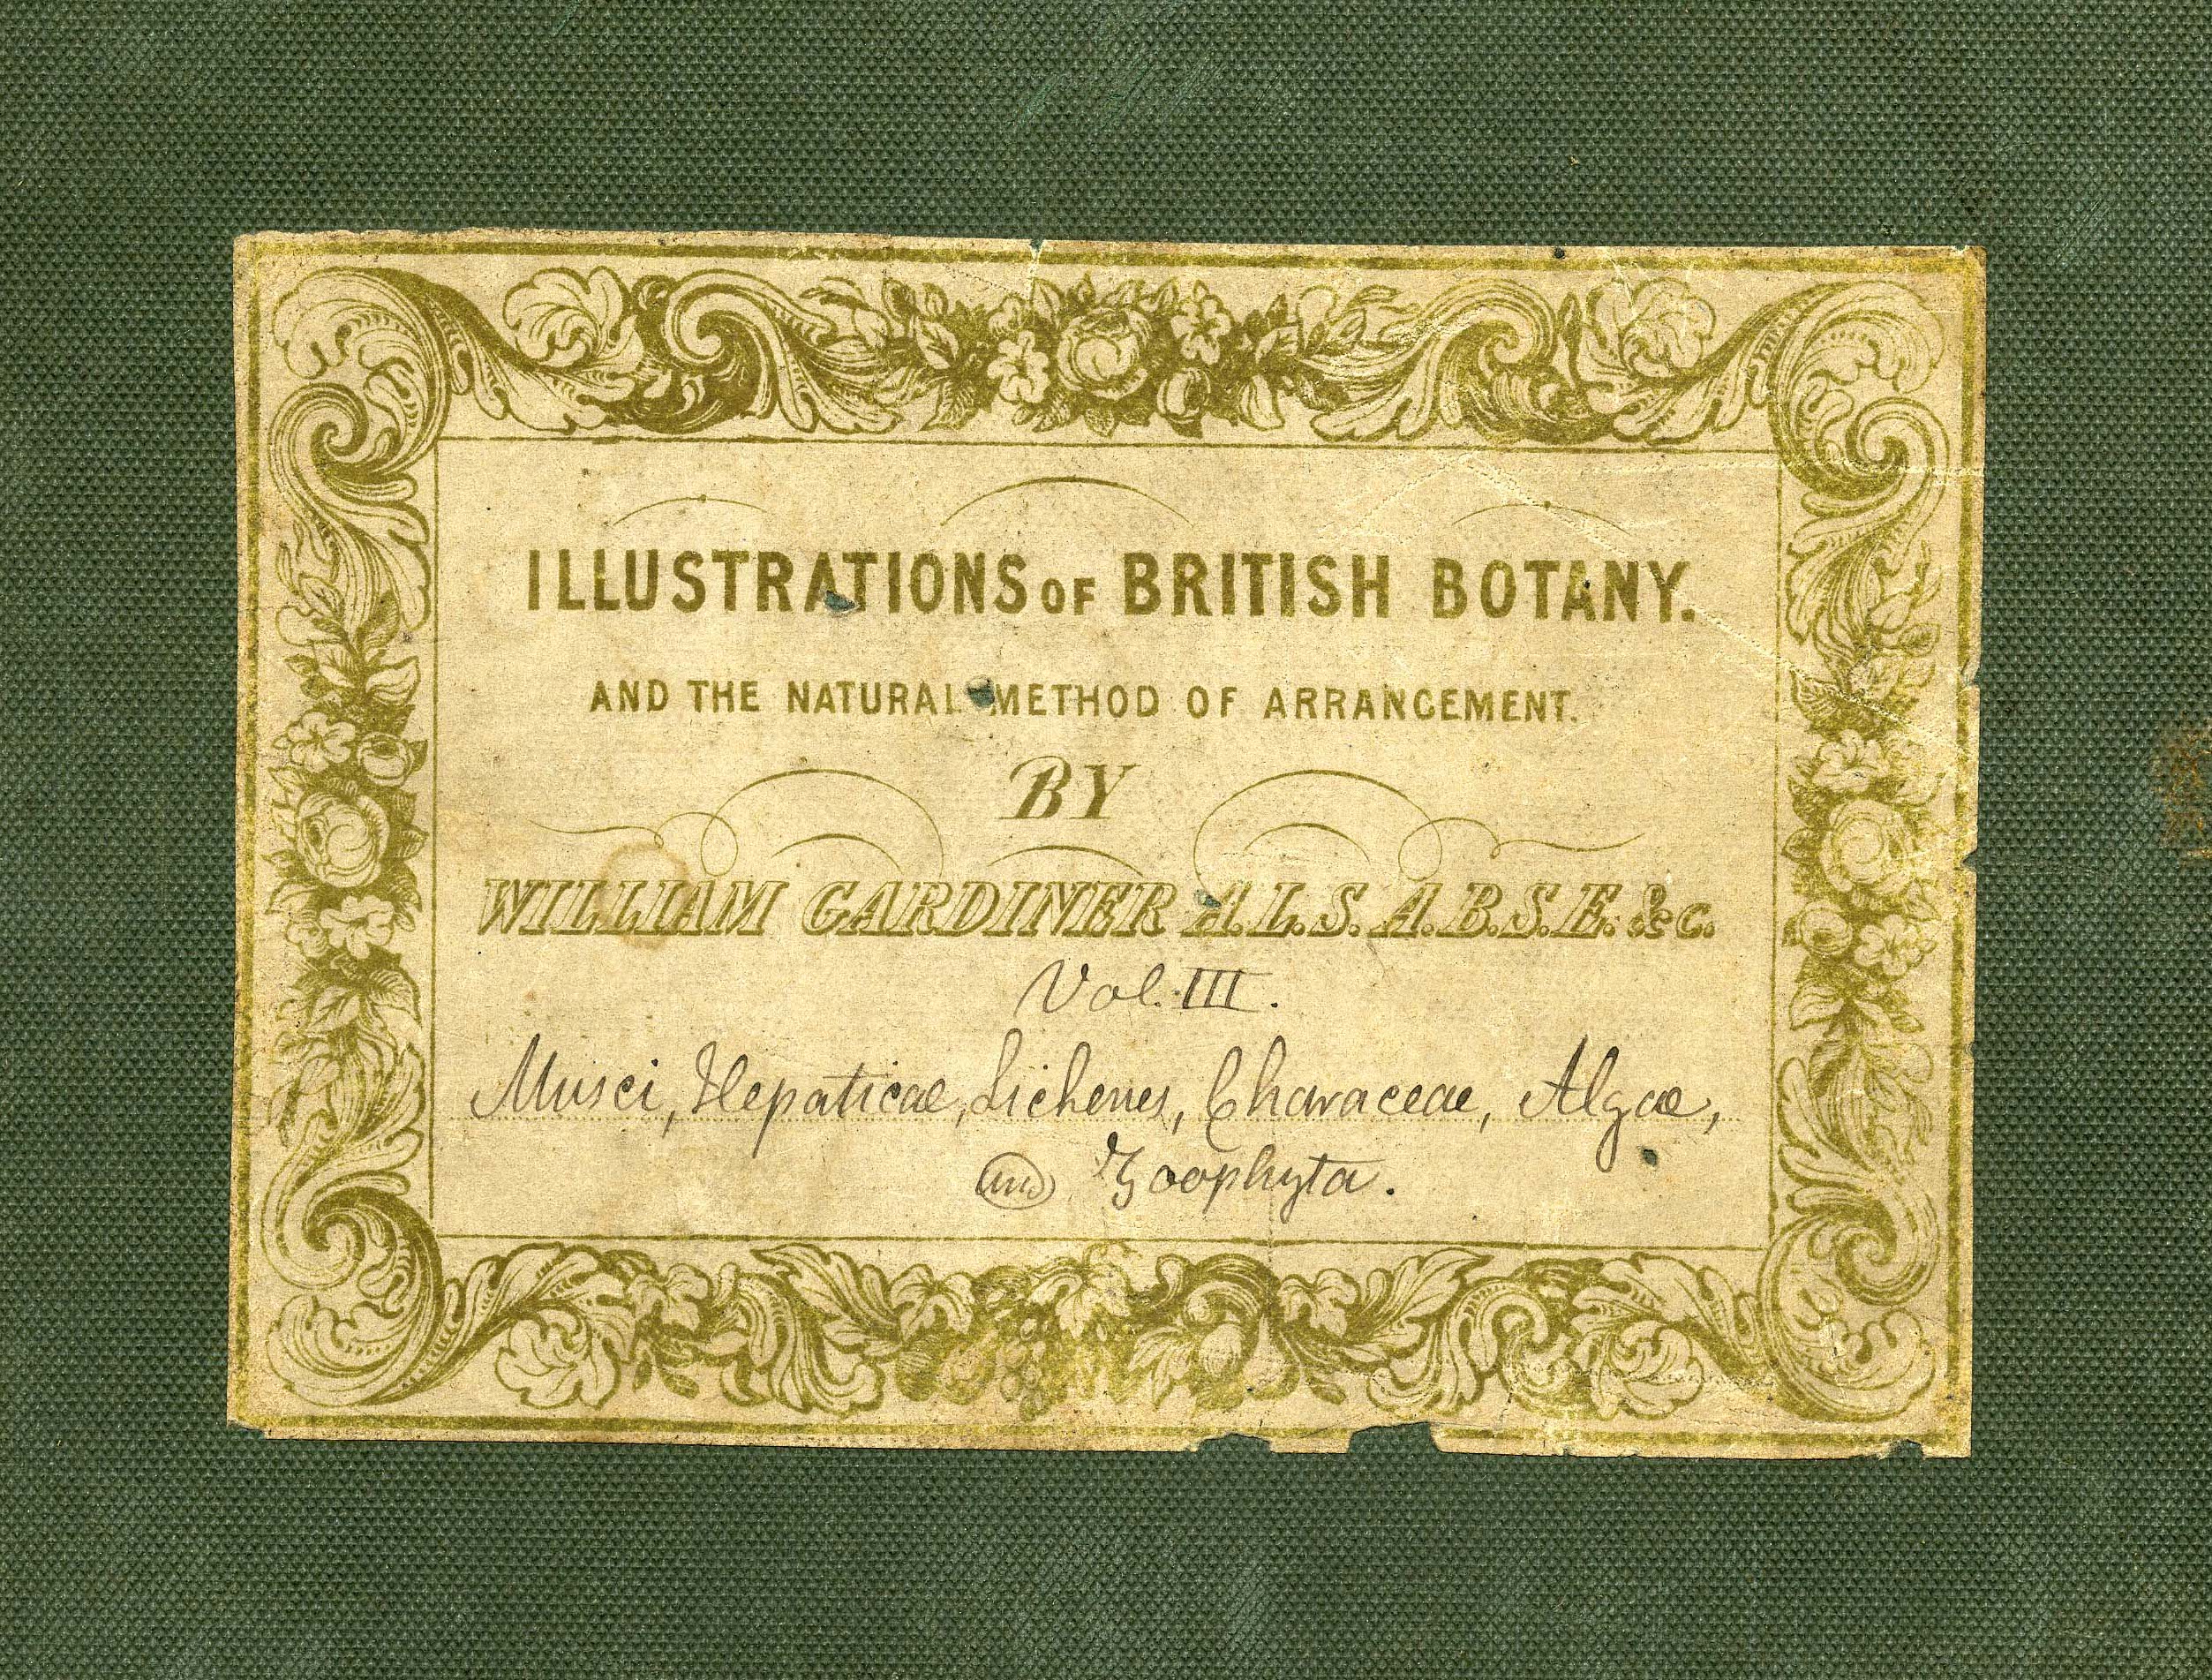 ILLUSTRATIONS OF BRITISH BOTANY.
AND THE NATURAL METHOD OF ARRANGEMENT.
BY
WILLIAM GARDINER A.L.S. A.B.S.E. &c.
Vol. III.
Musci, Hepaticae, Lichenes, Characeae, Algae,
and Zoophyta.